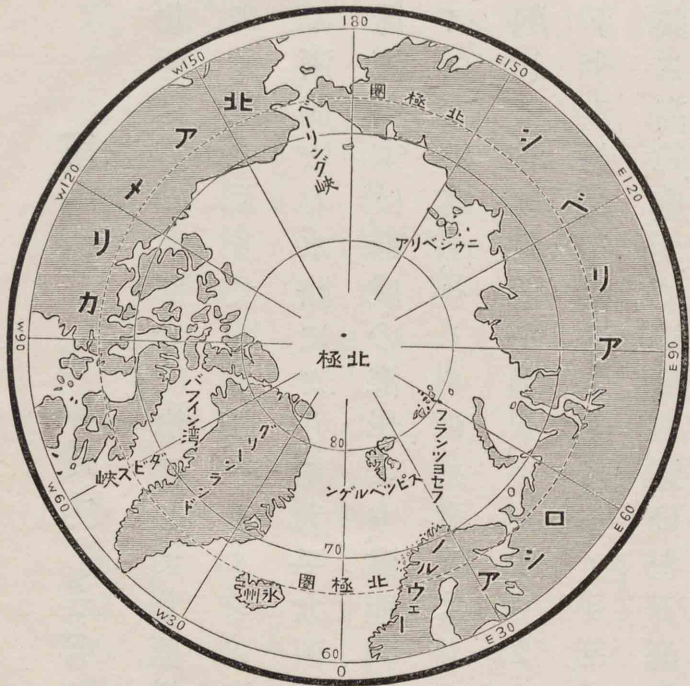 180
W150
E150
W120
E120
W90
E90
W60
E60
W30
E30
0
60
70
80
北アメリカ
シベリア
ロシア
北極圏
ベーリング峡
ニゥシベリア
北極
バフイン湾
ダビス峡
グリーンランド
フランツヨセフ
スピツベルゲン
ノルウェー
氷州
北極圏